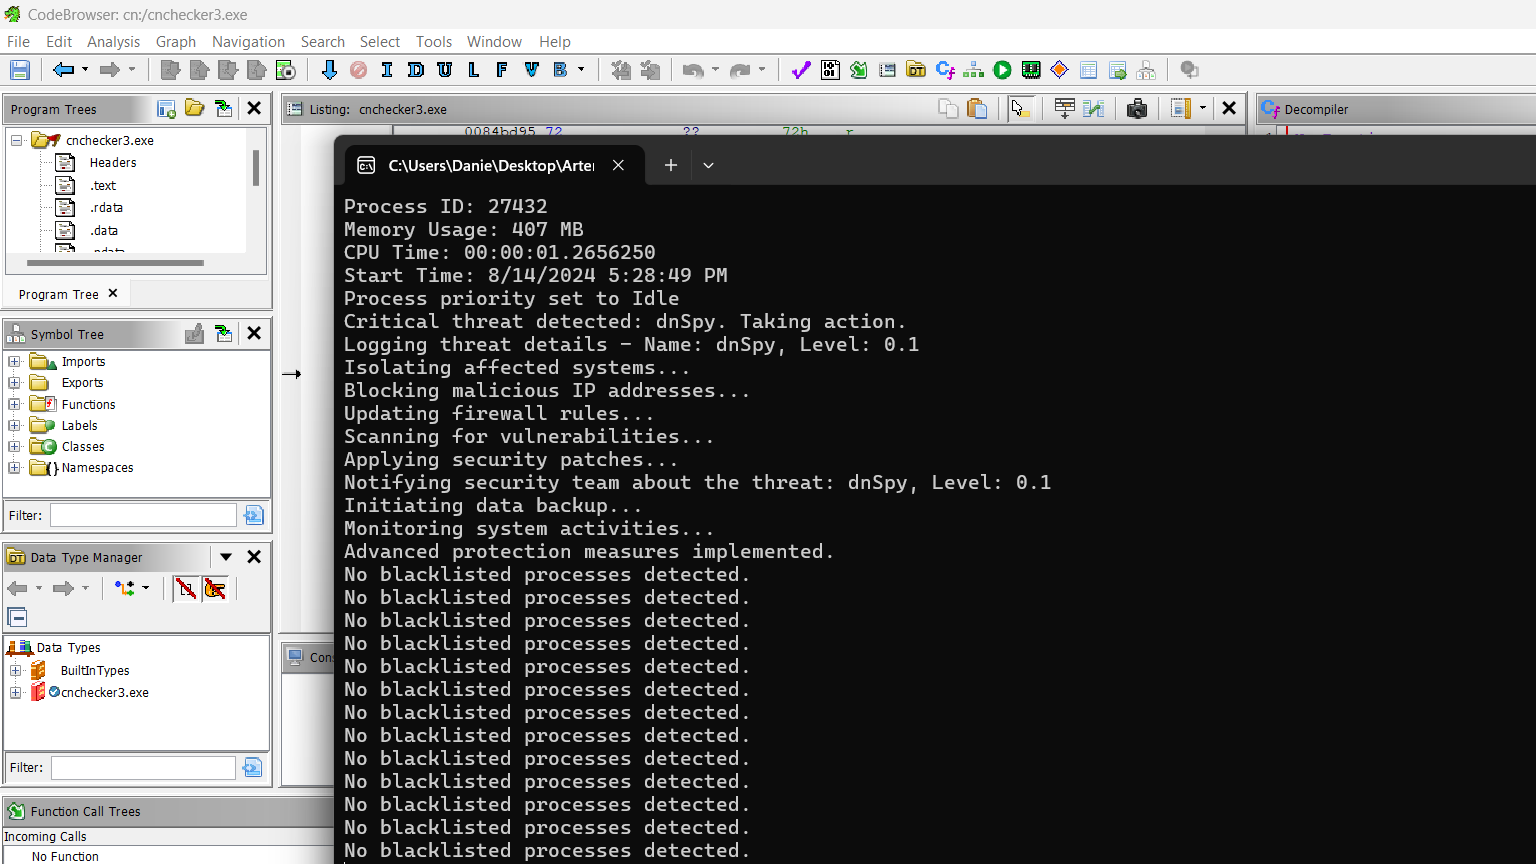 CodeBrowser: cn:/cnchecker3.exe
File Edit Analysis Graph Navigation Search Select Tools Window Help
I D U L F V B
Program Trees
cnchecker3.exe
Headers
.text
.rdata
.data
Program Tree
Symbol Tree
Imports
Exports
Functions
Labels
Classes
Namespaces
Filter:
Data Type Manager
Data Types
BuiltInTypes
cnchecker3.exe
Filter:
Function Call Trees
Incoming Calls
No Function
Listing: cnchecker3.exe
0084bd95 72 ?? 72h r
Decompiler
C:\Users\Danie\Desktop\Arte
Process ID: 27432
Memory Usage: 407 MB
CPU Time: 00:00:01.2656250
Start Time: 8/14/2024 5:28:49 PM
Process priority set to Idle
Critical threat detected: dnSpy. Taking action.
Logging threat details - Name: dnSpy, Level: 0.1
Isolating affected systems...
Blocking malicious IP addresses...
Updating firewall rules...
Scanning for vulnerabilities...
Applying security patches...
Notifying security team about the threat: dnSpy, Level: 0.1
Initiating data backup...
Monitoring system activities...
Advanced protection measures implemented.
No blacklisted processes detected.
No blacklisted processes detected.
No blacklisted processes detected.
No blacklisted processes detected.
No blacklisted processes detected.
No blacklisted processes detected.
No blacklisted processes detected.
No blacklisted processes detected.
No blacklisted processes detected.
No blacklisted processes detected.
No blacklisted processes detected.
No blacklisted processes detected.
No blacklisted processes detected.
Con